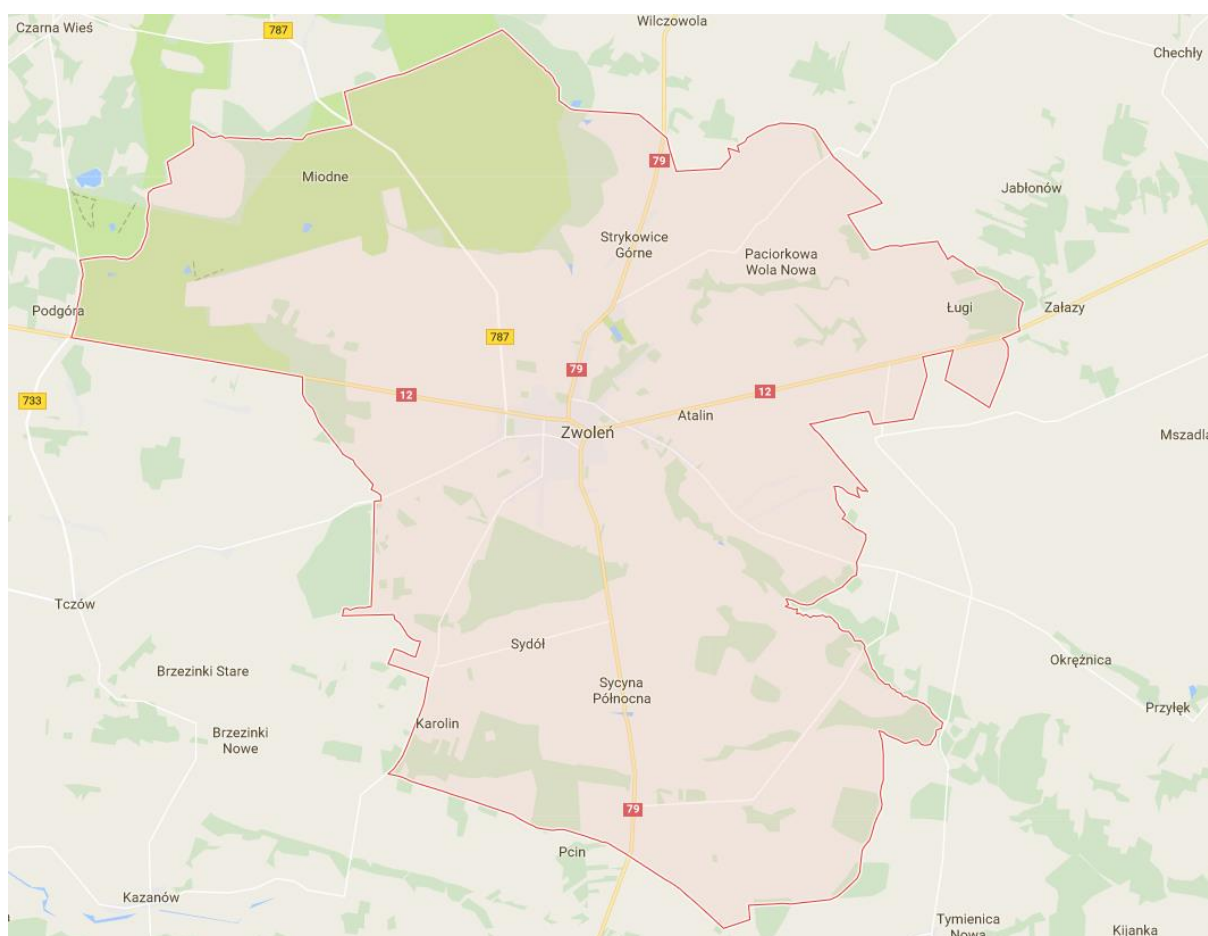 Wilczowola
Czarna Wieś
787
Chechły
79
Miodne
Jabłonów
Strykowice
Górne
Paciorkowa
Wola Nowa
Podgóra
Ługi
Załazy
787
79
733
12
12
Atalin
Zwoleń
Mszadla
Tczów
Sydół
Okrężnica
Brzezinki Stare
Sycyna
Północna
Przyłęk
Karolin
Brzezinki
Nowe
79
Pcin
Kazanów
Tymienica
Nowa
Kijanka